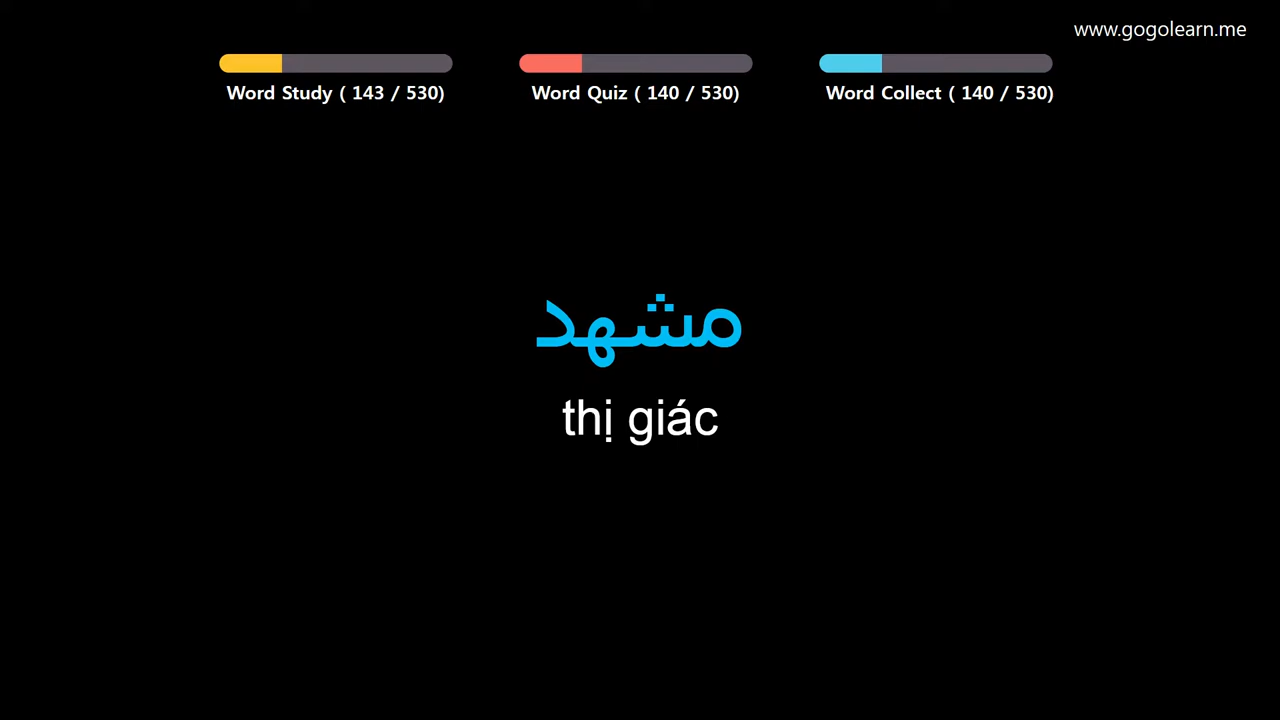 www.gogolearn.me
Word Study ( 143 / 530)
Word Quiz ( 140 / 530)
Word Collect ( 140 / 530)
مشهد
thị giác